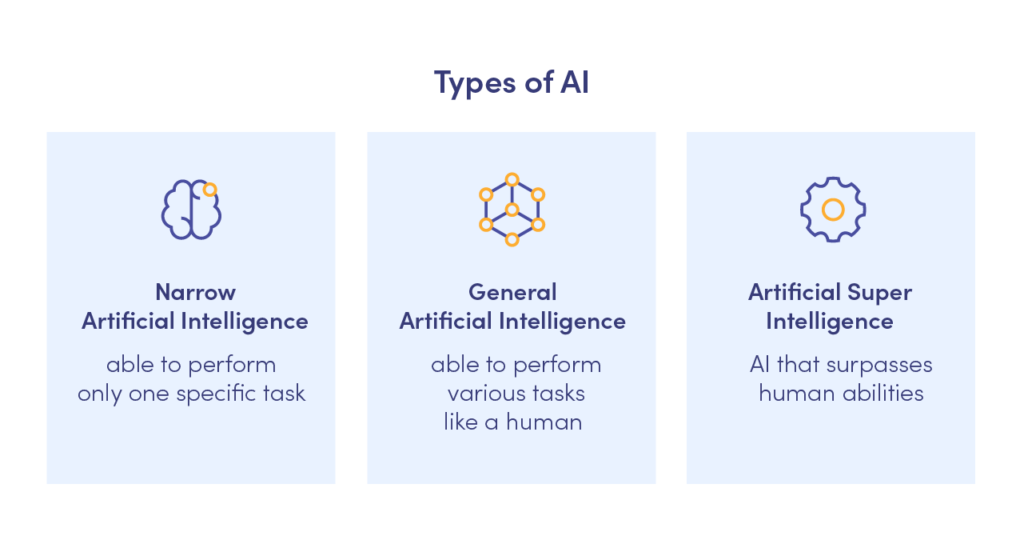 Types of AI
Narrow
Artificial Intelligence
able to perform
only one specific task
General
Artificial Intelligence
able to perform
various tasks
like a human
Artificial Super
Intelligence
AI that surpasses
human abilities